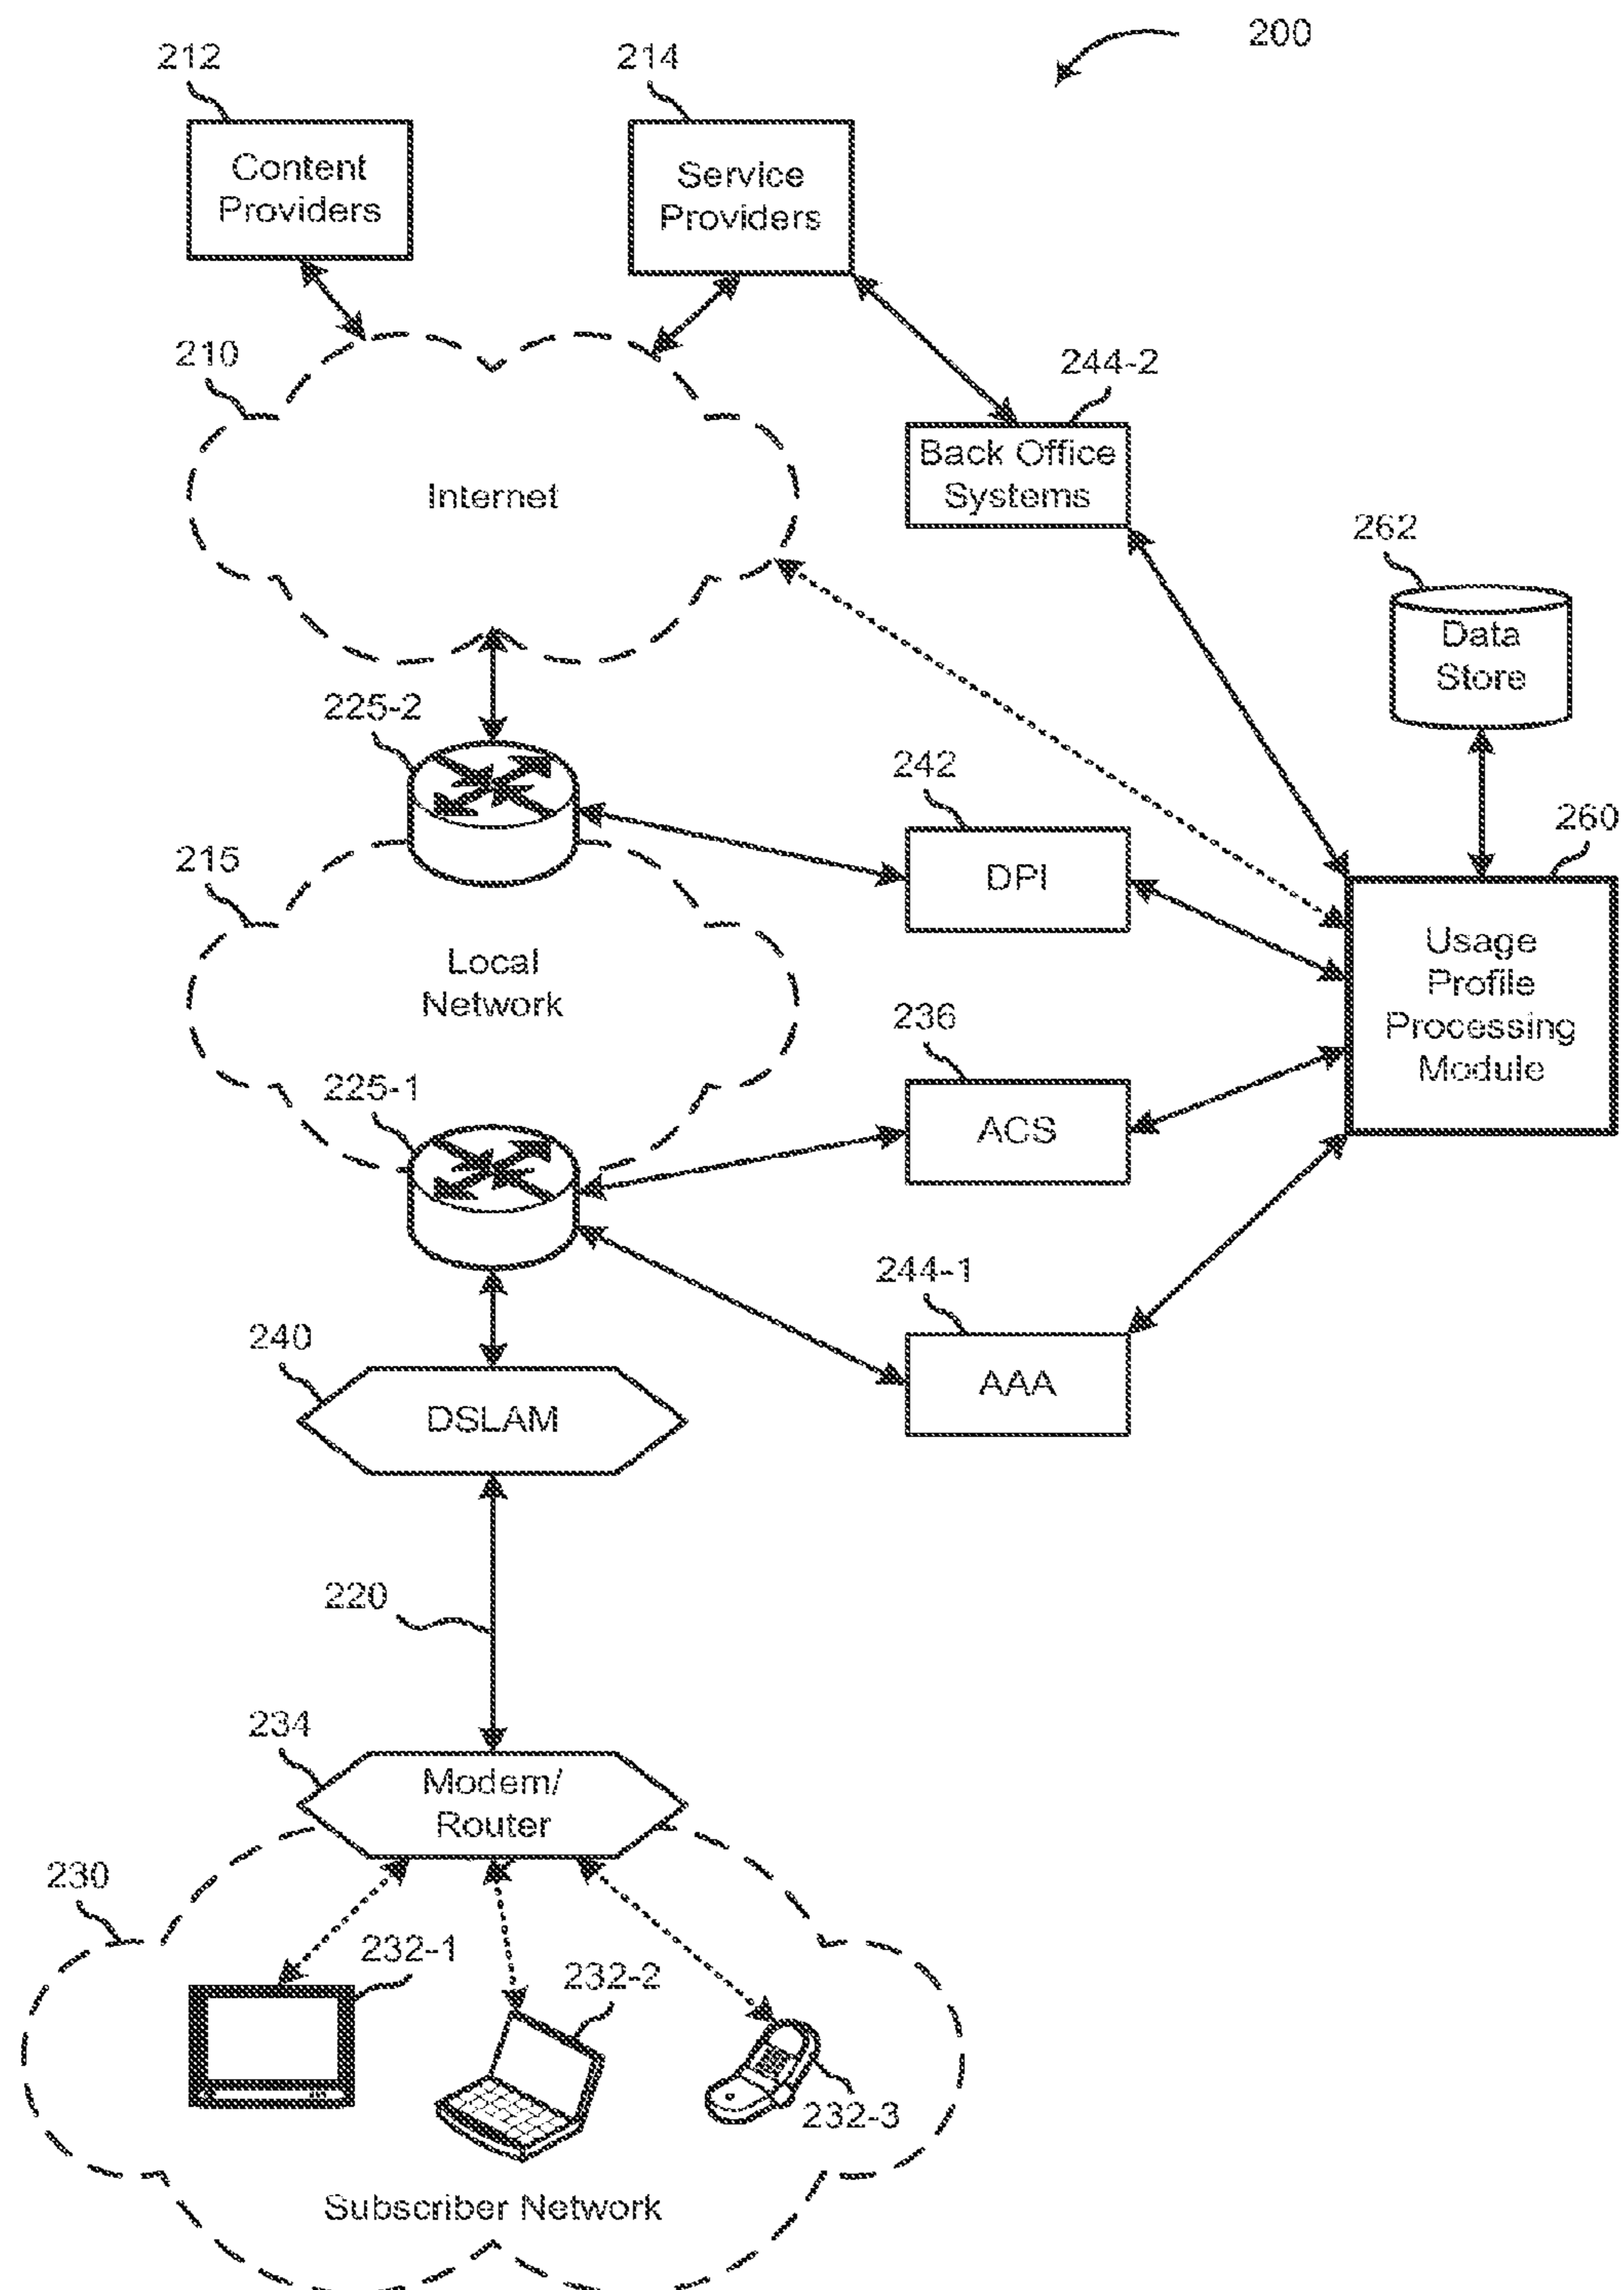 200
212
214
Content
Providers
Service
Providers
210
244-2
Internet
Back Office
Systems
262
Data
Store
225-2
242
260
215
DPI
Local
Network
Usage
Profile
Processing
Module
236
225-1
ACS
244-1
240
AAA
DSLAM
220
234
Modem/
Router
230
232-1
232-2
232-3
Subscriber Network